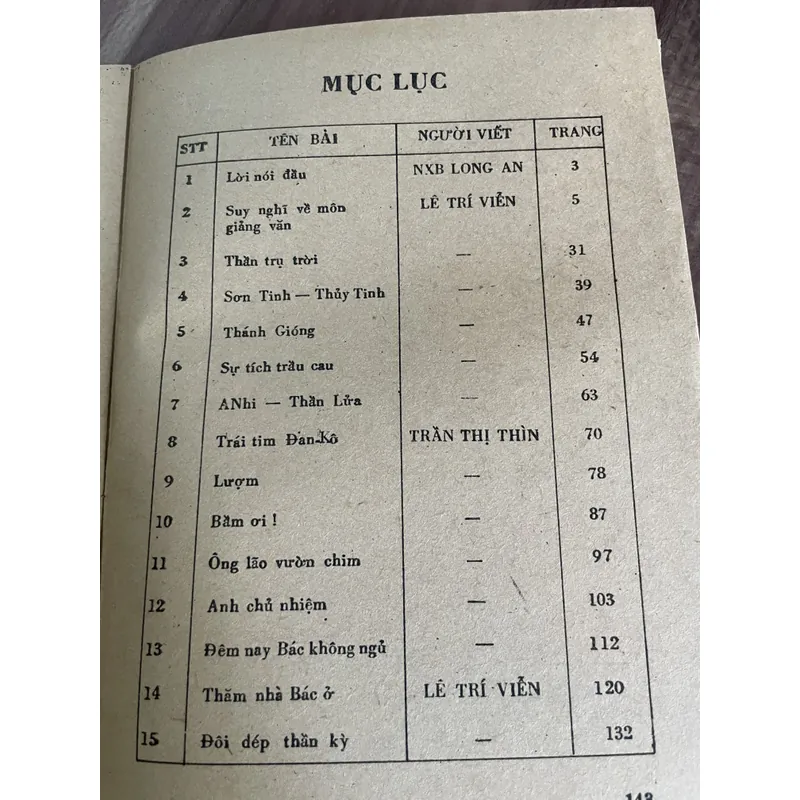 MỤC LỤC
STT TÊN BÀI NGƯỜI VIẾT TRANG
1 Lời nói đầu NXB LONG AN 3
2 Suy nghĩ về môn LÊ TRÍ VIỄN 5
giảng văn
3 Thần trụ trời — 31
4 Sơn Tinh — Thủy Tinh — 39
5 Thánh Gióng — 47
6 Sự tích trầu cau — 54
7 ANhi — Thần Lửa — 63
8 Trái tim Đan-Kô TRẦN THỊ THÌN 70
9 Lượm — 78
10 Bầm ơi ! — 87
11 Ông lão vườn chim — 97
12 Anh chủ nhiệm — 103
13 Đêm nay Bác không ngủ — 112
14 Thăm nhà Bác ở LÊ TRÍ VIỄN 120
15 Đôi dép thần kỳ — 132
143